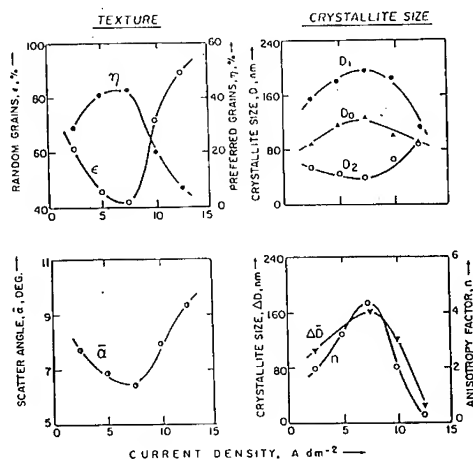 TEXTURE
CRYSTALLITE SIZE
RANDOM GRAINS, ϵ, %
100
80
60
40
η
ϵ
60
40
20
0
PREFERRED GRAINS, η, %
0 5 10 15
CRYSTALLITE SIZE, D, nm
240
160
80
0
D1
D0
D2
0 5 10 15
SCATTER ANGLE, ᾱ, DEG.
11
9
7
5
ᾱ
0 5 10 15
CRYSTALLITE SIZE, ΔD, nm
240
160
80
0
ΔD̄
n
6
4
2
0
ANISOTROPY FACTOR, n
0 5 10 15
CURRENT DENSITY, A dm-2